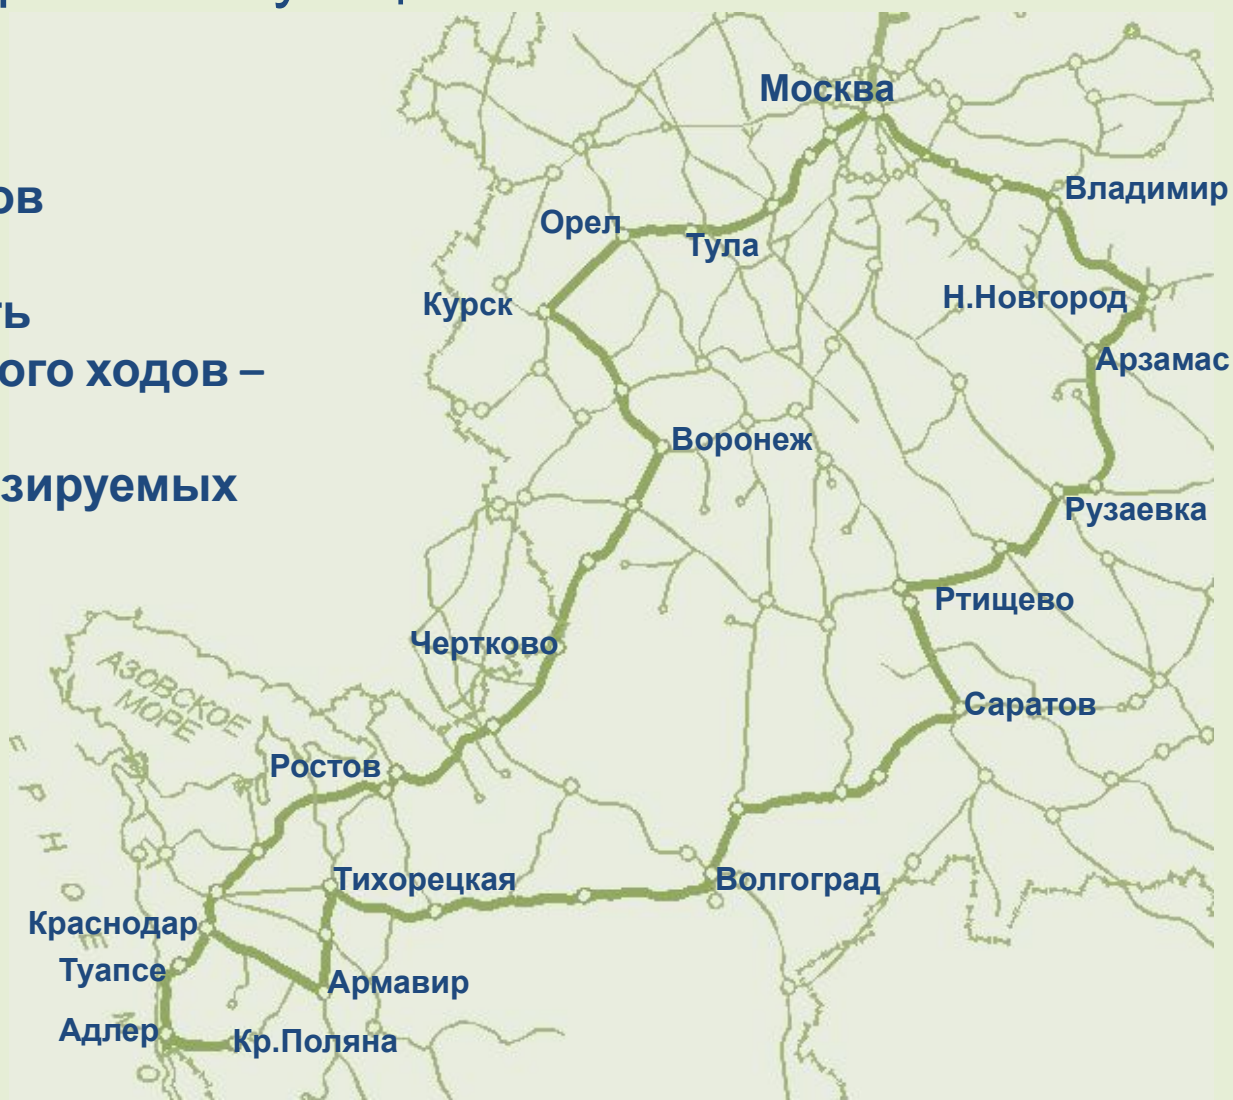 Москва
ов
Владимир
Орел
Тула
Н.Новгород
Курск
ть
Арзамас
ого ходов –
Воронеж
зируемых
Рузаевка
Ртищево
Чертково
АЗОВСКОЕ
МОРЕ
Саратов
Ростов
Тихорецкая
Волгоград
Краснодар
Туапсе
Армавир
Адлер
Кр.Поляна